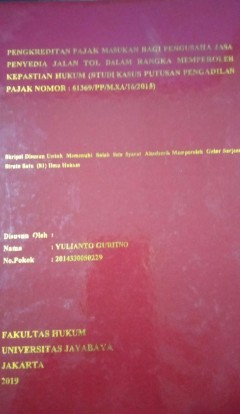 PENGKREDITAN PAJAK MASUKAN BAGI PENGUSAHA JASA
PENYEDIA JALAN TOL DALAM RANGKA MEMPEROLEH
KEPASTIAN HUKUM (STUDI KASUS PUTUSAN PENGADILAN
PAJAK NOMOR : 61369/PP/M.XA/16/2015)
Skripsi Disusun Untuk Memenuhi Salah Satu Syarat Akademik Memperoleh Gelar Sarjana
Strata Satu (S1) Ilmu Hukum
Disusun Oleh :
Nama : YULIANTO GURITNO
No.Pokok : 2014330050229
FAKULTAS HUKUM
UNIVERSITAS JAYABAYA
JAKARTA
2019